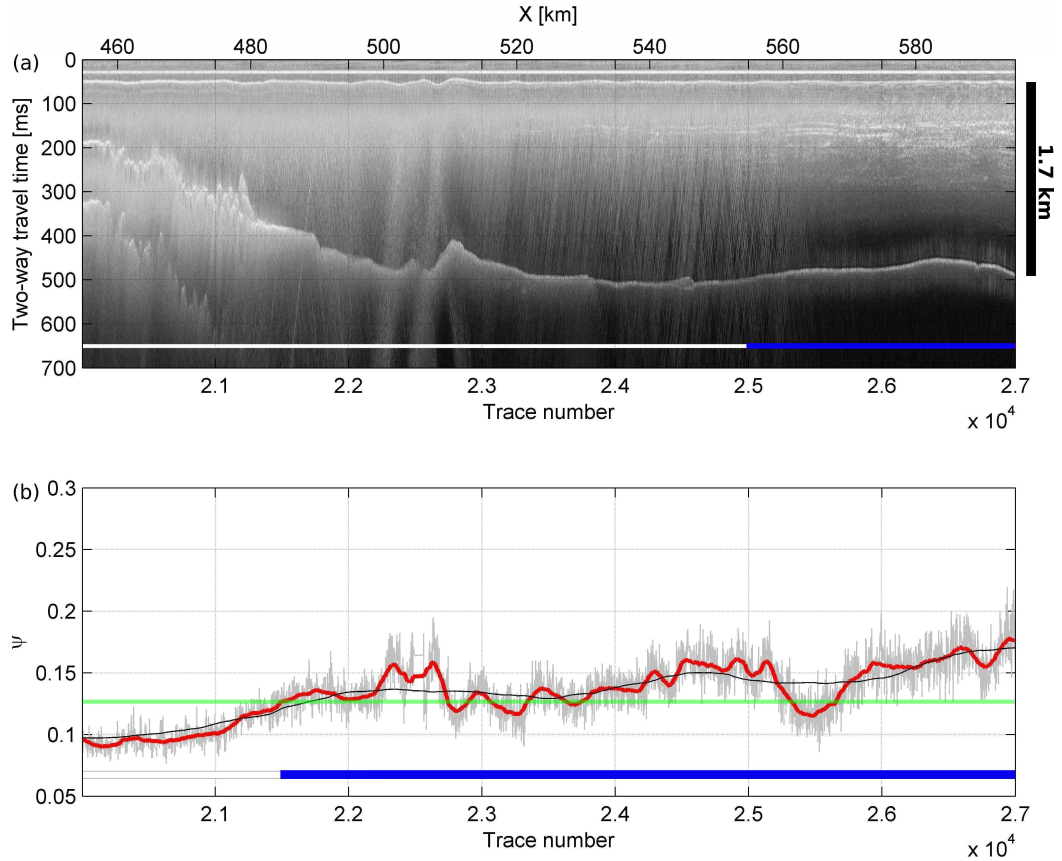 X [km]
460 480 500 520 540 560 580
(a)
0
100
200
300
400
500
600
700
Two-way travel time [ms]
1.7 km
2.1 2.2 2.3 2.4 2.5 2.6 2.7
Trace number
x 10^4
(b)
0.3
0.25
0.2
0.15
0.1
0.05
ψ
2.1 2.2 2.3 2.4 2.5 2.6 2.7
Trace number
x 10^4